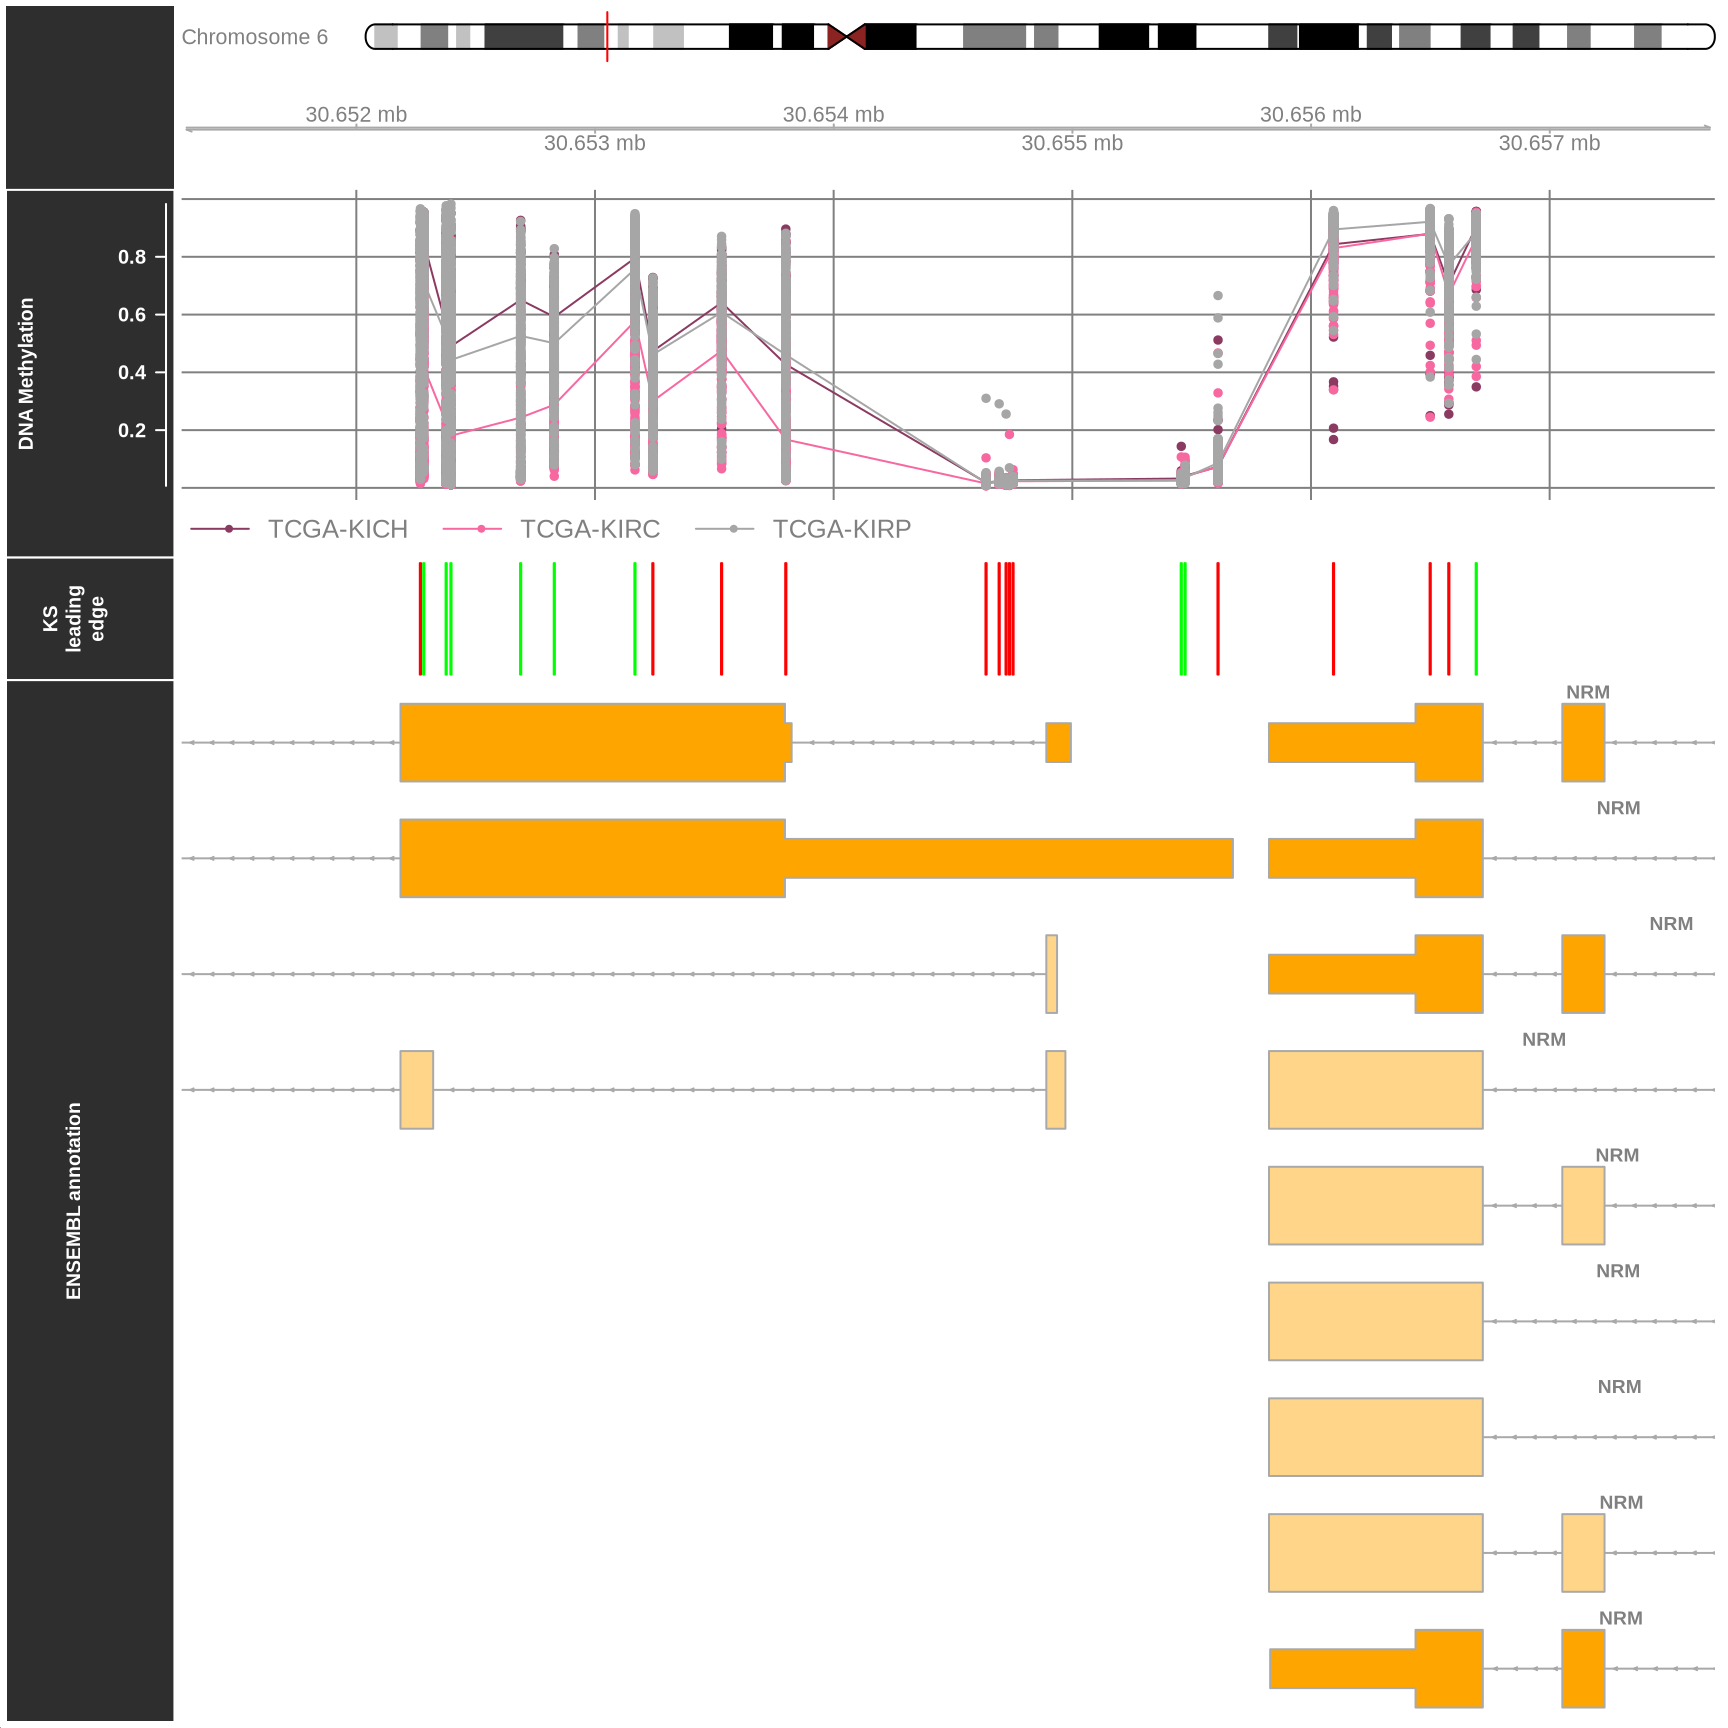 Chromosome 6
30.652 mb
30.654 mb
30.656 mb
30.653 mb
30.655 mb
30.657 mb
DNA Methylation
0.8
0.6
0.4
0.2
TCGA-KICH
TCGA-KIRC
TCGA-KIRP
KS
leading
edge
ENSEMBL annotation
NRM
NRM
NRM
NRM
NRM
NRM
NRM
NRM
NRM